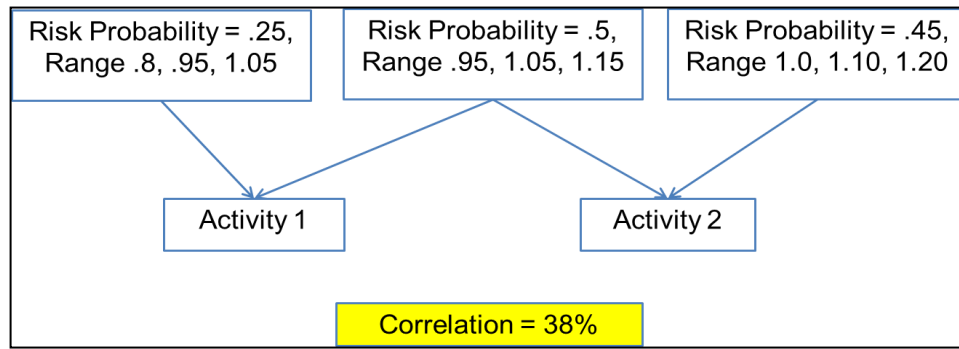 Risk Probability = .25,
Range .8, .95, 1.05
Risk Probability = .5,
Range .95, 1.05, 1.15
Risk Probability = .45,
Range 1.0, 1.10, 1.20
Activity 1
Activity 2
Correlation = 38%